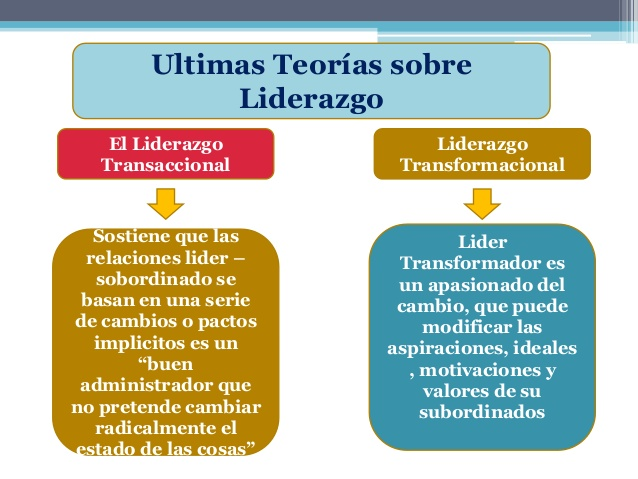 Ultimas Teorías sobre
Liderazgo
El Liderazgo
Transaccional
Sostiene que las
relaciones lider –
sobordinado se
basan en una serie
de cambios o pactos
implicitos es un
“buen
administrador que
no pretende cambiar
radicalmente el
estado de las cosas”
Liderazgo
Transformacional
Lider
Transformador es
un apasionado del
cambio, que puede
modificar las
aspiraciones, ideales
, motivaciones y
valores de su
subordinados